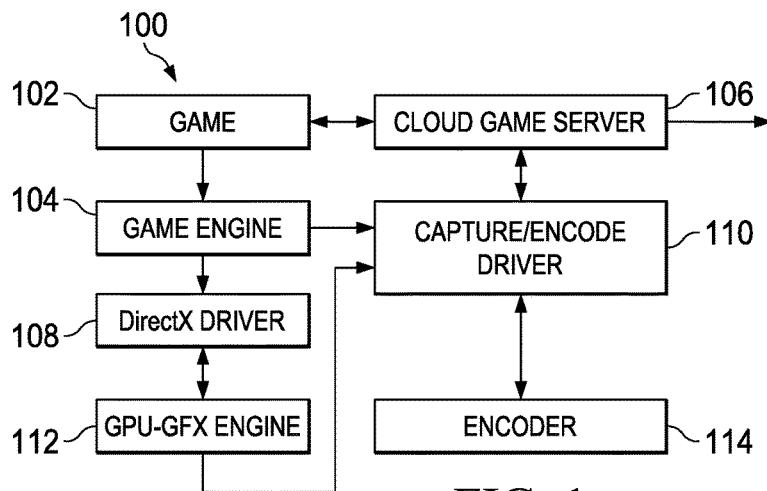 100
102
GAME
CLOUD GAME SERVER
106
104
GAME ENGINE
CAPTURE/ENCODE
DRIVER
110
108
DirectX DRIVER
112
GPU-GFX ENGINE
ENCODER
114